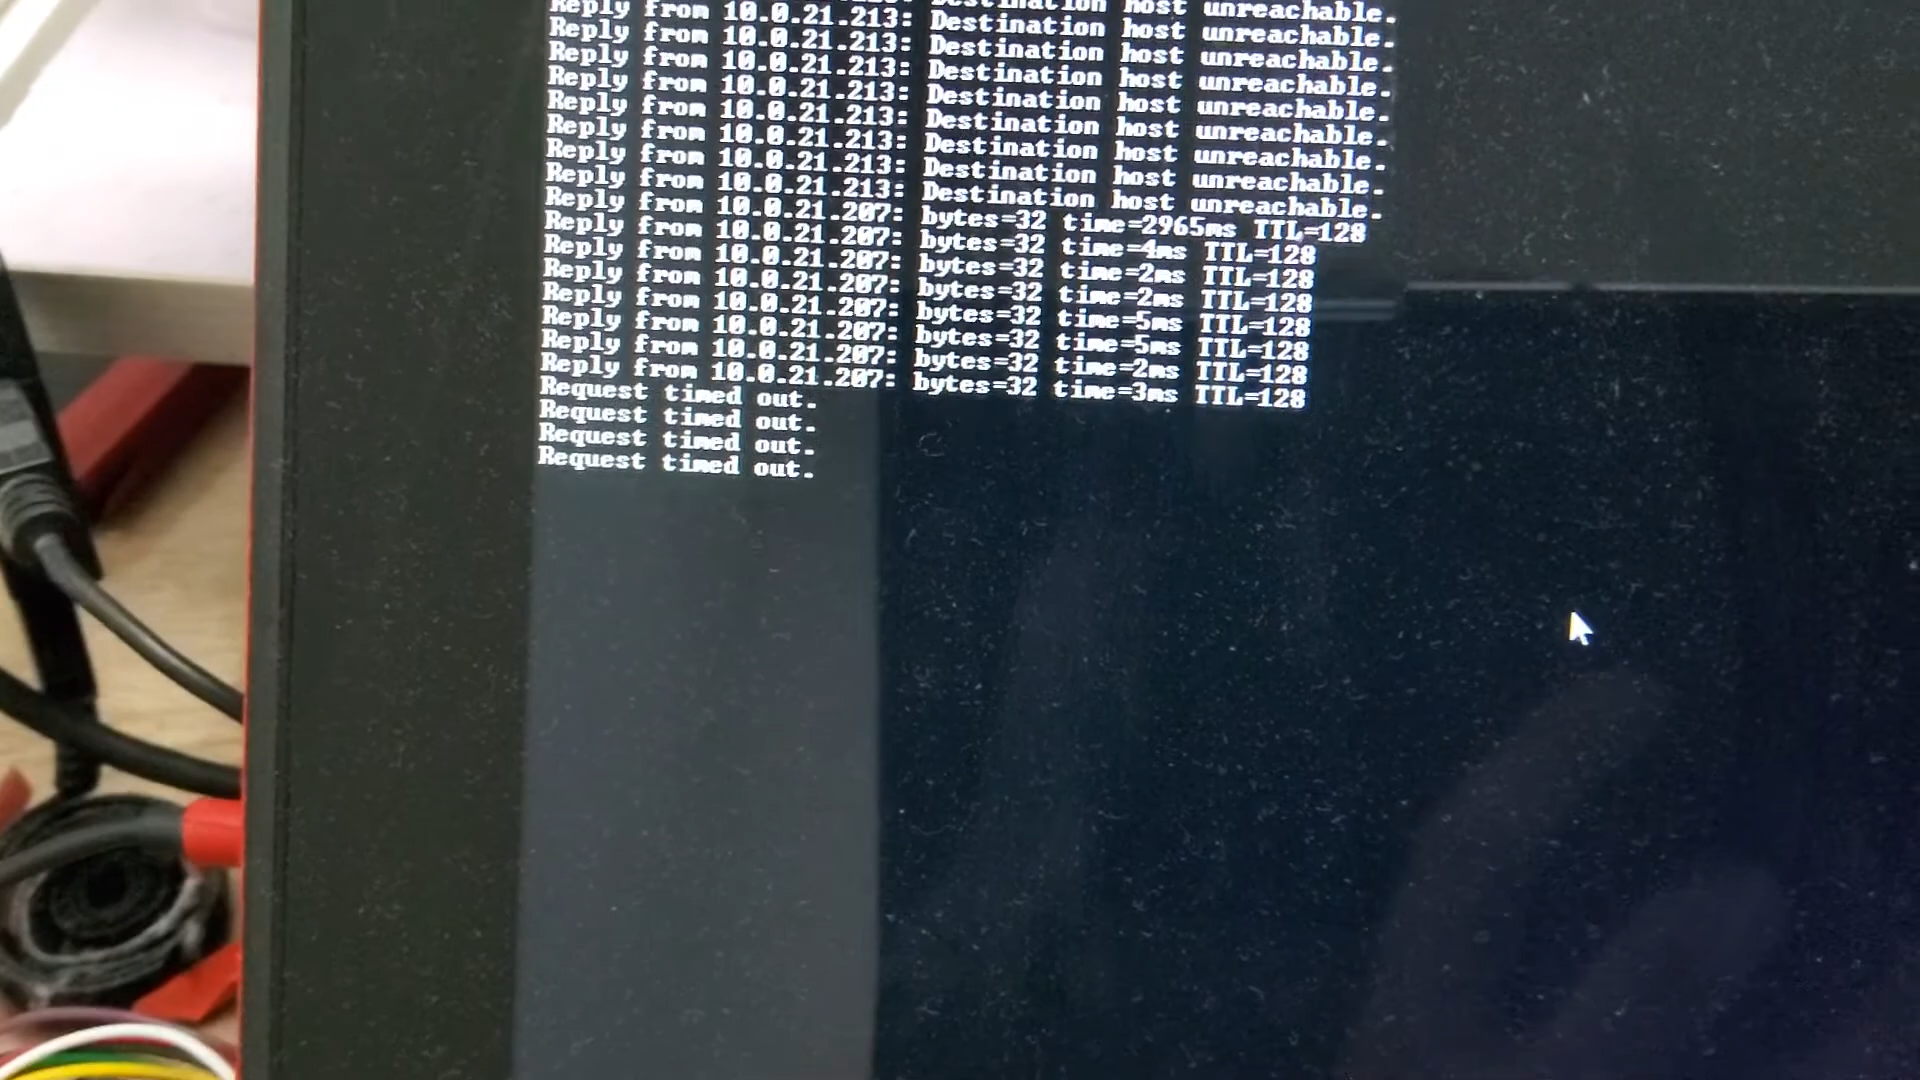 Destination host unreachable.
Reply from 10.0.21.213: Destination host unreachable.
Reply from 10.0.21.213: Destination host unreachable.
Reply from 10.0.21.213: Destination host unreachable.
Reply from 10.0.21.213: Destination host unreachable.
Reply from 10.0.21.213: Destination host unreachable.
Reply from 10.0.21.213: Destination host unreachable.
Reply from 10.0.21.213: Destination host unreachable.
Reply from 10.0.21.213: Destination host unreachable.
Reply from 10.0.21.207: bytes=32 time=2965ms TTL=128
Reply from 10.0.21.207: bytes=32 time=4ms TTL=128
Reply from 10.0.21.207: bytes=32 time=2ms TTL=128
Reply from 10.0.21.207: bytes=32 time=2ms TTL=128
Reply from 10.0.21.207: bytes=32 time=5ms TTL=128
Reply from 10.0.21.207: bytes=32 time=5ms TTL=128
Reply from 10.0.21.207: bytes=32 time=2ms TTL=128
Reply from 10.0.21.207: bytes=32 time=3ms TTL=128
Request timed out.
Request timed out.
Request timed out.
Request timed out.